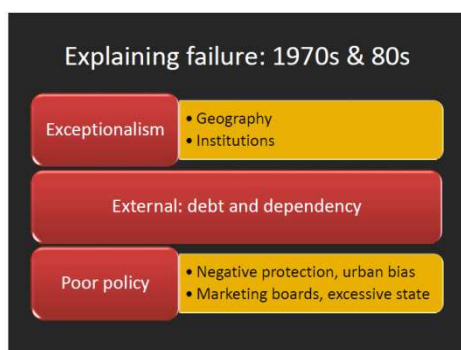 Explaining failure: 1970s & 80s
Exceptionalism
• Geography
• Institutions
External: debt and dependency
Poor policy
• Negative protection, urban bias
• Marketing boards, excessive state